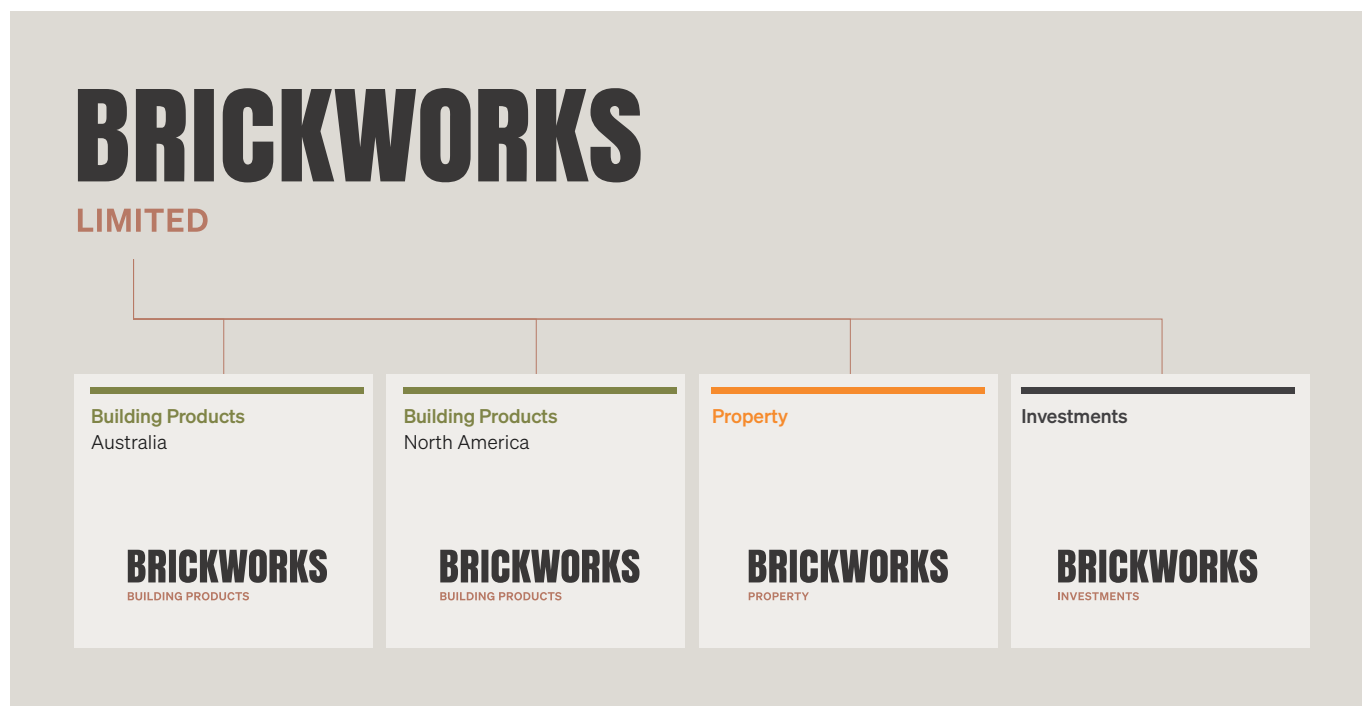 BRICKWORKS
LIMITED
Building Products
Australia
BRICKWORKS
BUILDING PRODUCTS
Building Products
North America
BRICKWORKS
BUILDING PRODUCTS
Property
BRICKWORKS
PROPERTY
Investments
BRICKWORKS
INVESTMENTS